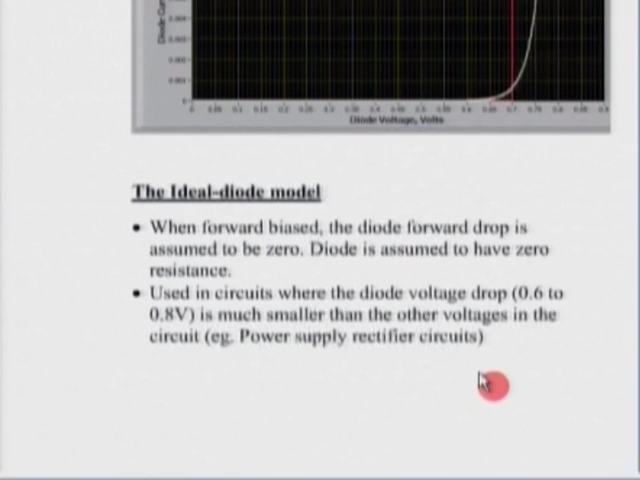 Diode Voltage, Volts
The Ideal-diode model
• When forward biased, the diode forward drop is
assumed to be zero. Diode is assumed to have zero
resistance.
• Used in circuits where the diode voltage drop (0.6 to
0.8V) is much smaller than the other voltages in the
circuit (eg. Power supply rectifier circuits)